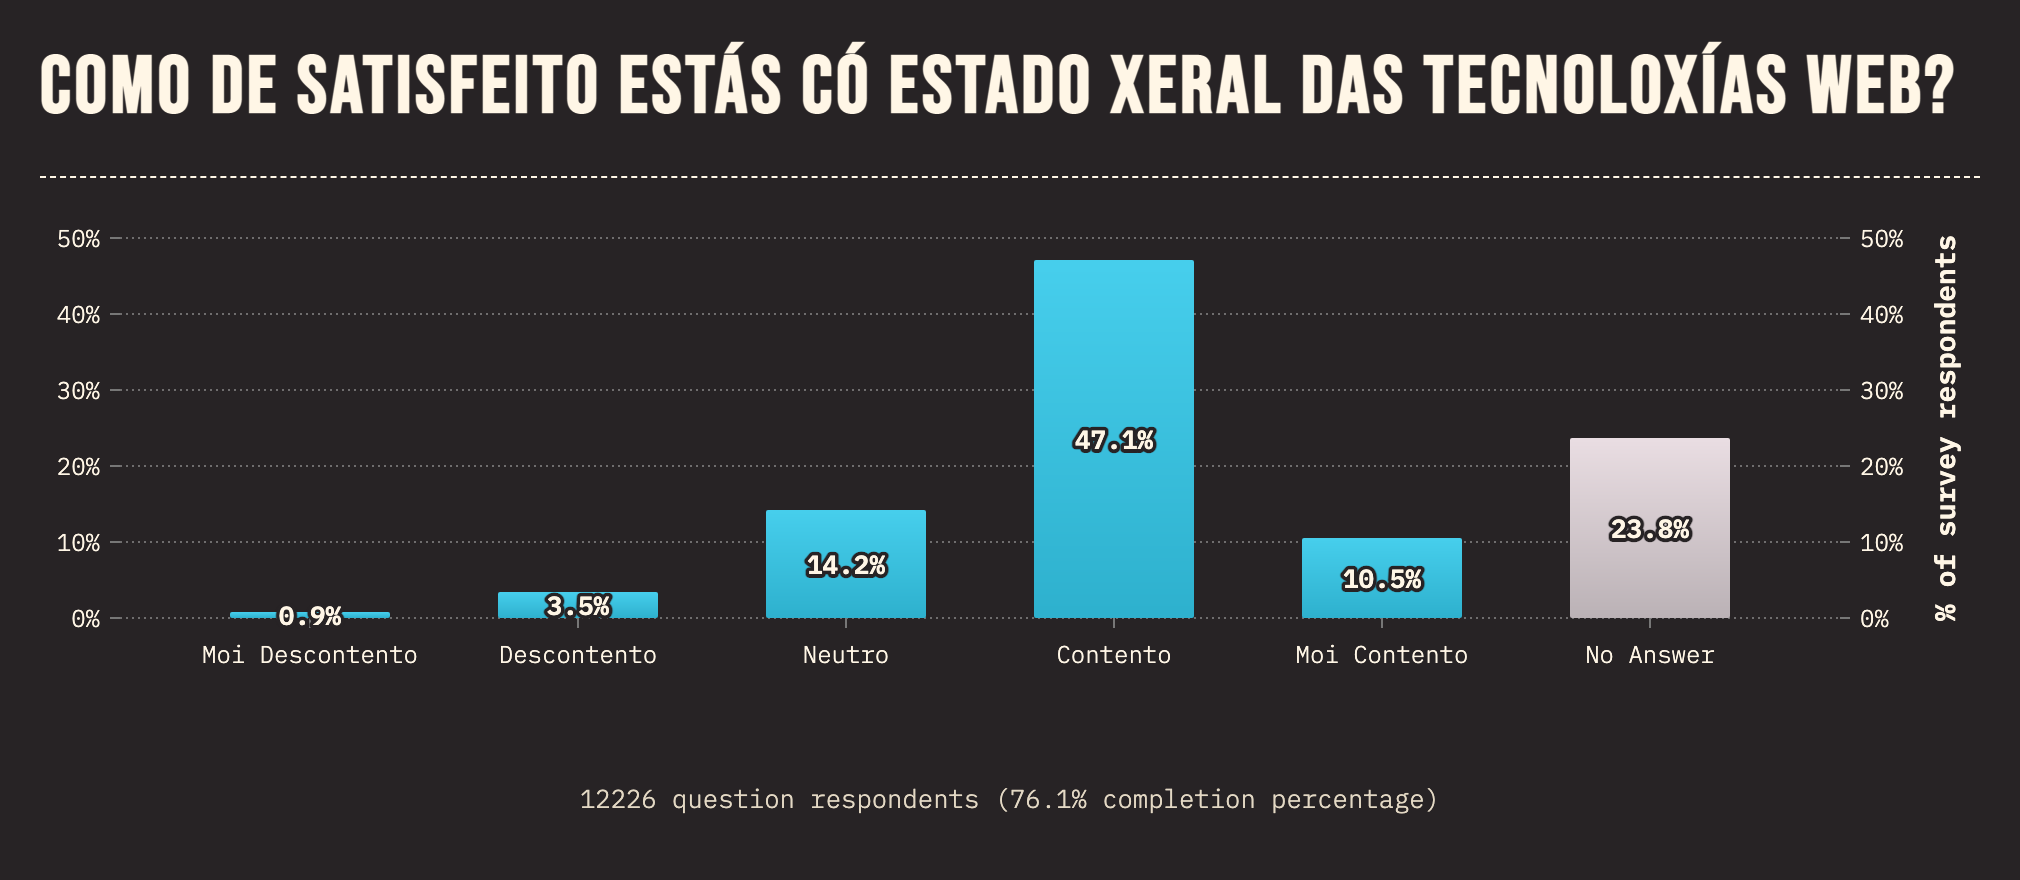 COMO DE SATISFEITO ESTÁS CÓ ESTADO XERAL DAS TECNOLOXÍAS WEB?
50% 50%
40% 40%
30% 30%
20% 20%
10% 10%
0% 0%
% of survey respondents
0.9% 3.5% 14.2% 47.1% 10.5% 23.8%
Moi Descontento Descontento Neutro Contento Moi Contento No Answer
12226 question respondents (76.1% completion percentage)